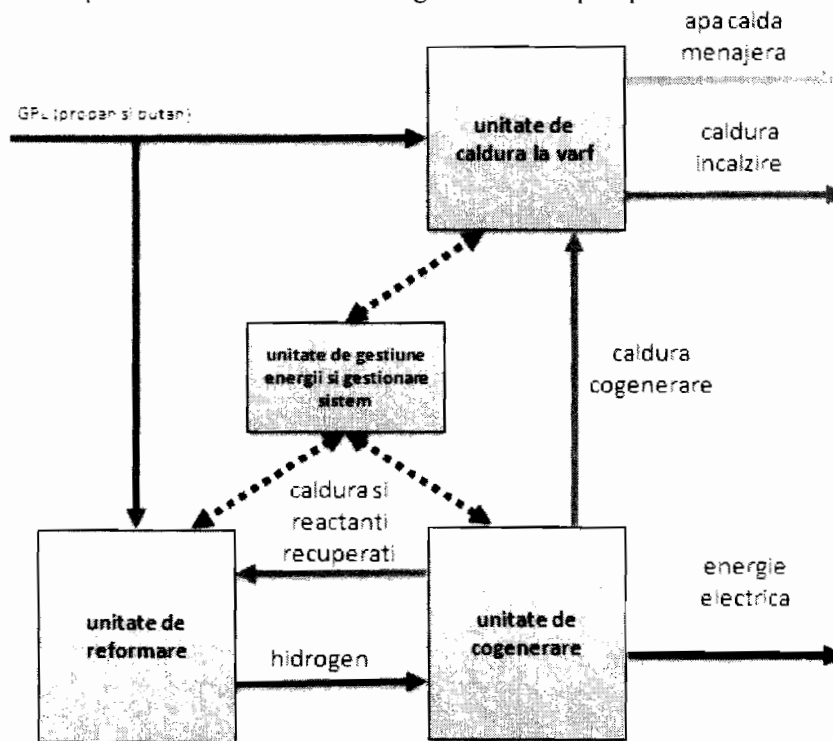 apa calda
menajera
GPL (propan si butan)
unitate de
caldura la varf
caldura
incalzire
unitate de gestiune
energii si gestionare
sistem
caldura
cogenerare
caldura si
reactanti
recuperati
energie
electrica
unitate de
reformare
unitate de
cogenerare
hidrogen